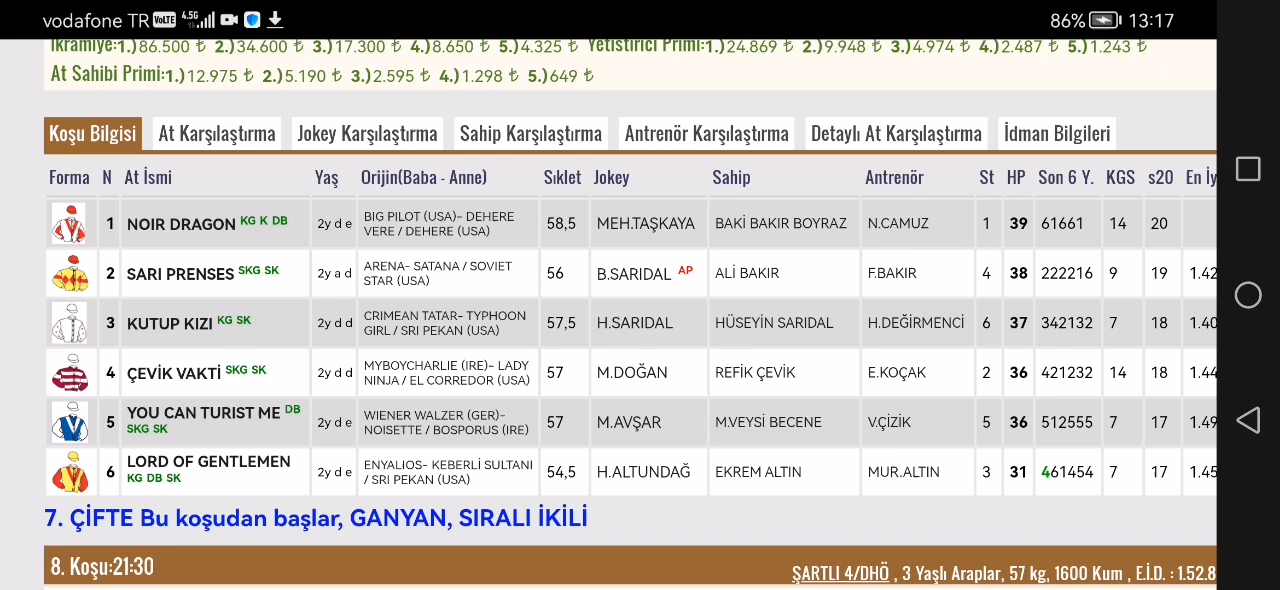 vodafone TR VoLTE 4.5G 86% 13:17
İkramiye:1.)86.500 ₺ 2.)34.600 ₺ 3.)17.300 ₺ 4.)8.650 ₺ 5.)4.325 ₺ Yetiştirici Primi:1.)24.869 ₺ 2.)9.948 ₺ 3.)4.974 ₺ 4.)2.487 ₺ 5.)1.243 ₺
At Sahibi Primi:1.)12.975 ₺ 2.)5.190 ₺ 3.)2.595 ₺ 4.)1.298 ₺ 5.)649 ₺
Koşu Bilgisi At Karşılaştırma Jokey Karşılaştırma Sahip Karşılaştırma Antrenör Karşılaştırma Detaylı At Karşılaştırma İdman Bilgileri
Forma N At İsmi Yaş Orijin(Baba - Anne) Sıklet Jokey Sahip Antrenör St HP Son 6 Y. KGS s20 En İy
1 NOIR DRAGON KG K DB 2y d e BIG PILOT (USA)- DEHERE VERE / DEHERE (USA) 58,5 MEH.TAŞKAYA BAKİ BAKIR BOYRAZ N.CAMUZ 1 39 61661 14 20
2 SARI PRENSES SKG SK 2y a d ARENA- SATANA / SOVIET STAR (USA) 56 B.SARIDAL AP ALİ BAKIR F.BAKIR 4 38 222216 9 19 1.42
3 KUTUP KIZI KG SK 2y d d CRIMEAN TATAR- TYPHOON GIRL / SRI PEKAN (USA) 57,5 H.SARIDAL HÜSEYİN SARIDAL H.DEĞİRMENCİ 6 37 342132 7 18 1.40
4 ÇEVİK VAKTİ SKG SK 2y d d MYBOYCHARLIE (IRE)- LADY NINJA / EL CORREDOR (USA) 57 M.DOĞAN REFİK ÇEVİK E.KOÇAK 2 36 421232 14 18 1.44
5 YOU CAN TURIST ME DB SKG SK 2y d e WIENER WALZER (GER)- NOISETTE / BOSPORUS (IRE) 57 M.AVŞAR M.VEYSİ BECENE V.ÇİZİK 5 36 512555 7 17 1.49
6 LORD OF GENTLEMEN KG DB SK 2y d e ENYALIOS- KEBERLİ SULTANI / SRI PEKAN (USA) 54,5 H.ALTUNDAĞ EKREM ALTIN MUR.ALTIN 3 31 461454 7 17 1.45
7. ÇİFTE Bu koşudan başlar, GANYAN, SIRALI İKİLİ
8. Koşu:21:30
ŞARTLI 4/DHÖ , 3 Yaşlı Araplar, 57 kg, 1600 Kum , E.İ.D. : 1.52.8